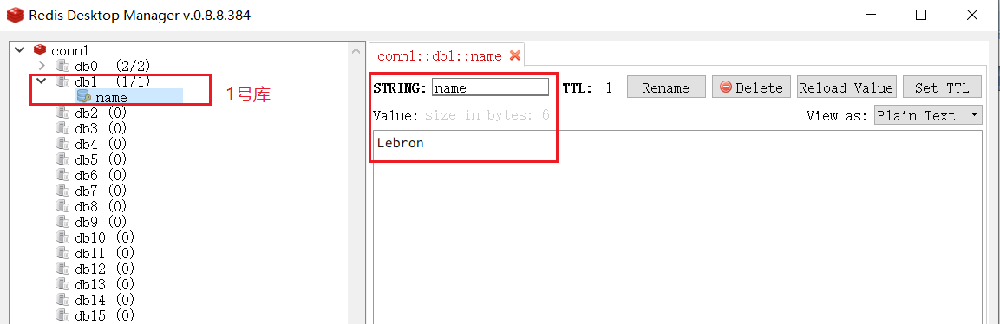 Redis Desktop Manager v.0.8.8.384
conn1
db0 (2/2)
db1 (1/1)
name
1号库
db2 (0)
db3 (0)
db4 (0)
db5 (0)
db6 (0)
db7 (0)
db8 (0)
db9 (0)
db10 (0)
db11 (0)
db12 (0)
db13 (0)
db14 (0)
db15 (0)
conn1::db1::name
STRING: name TTL: -1 Rename Delete Reload Value Set TTL
Value: size in bytes: 6 View as: Plain Text
Lebron